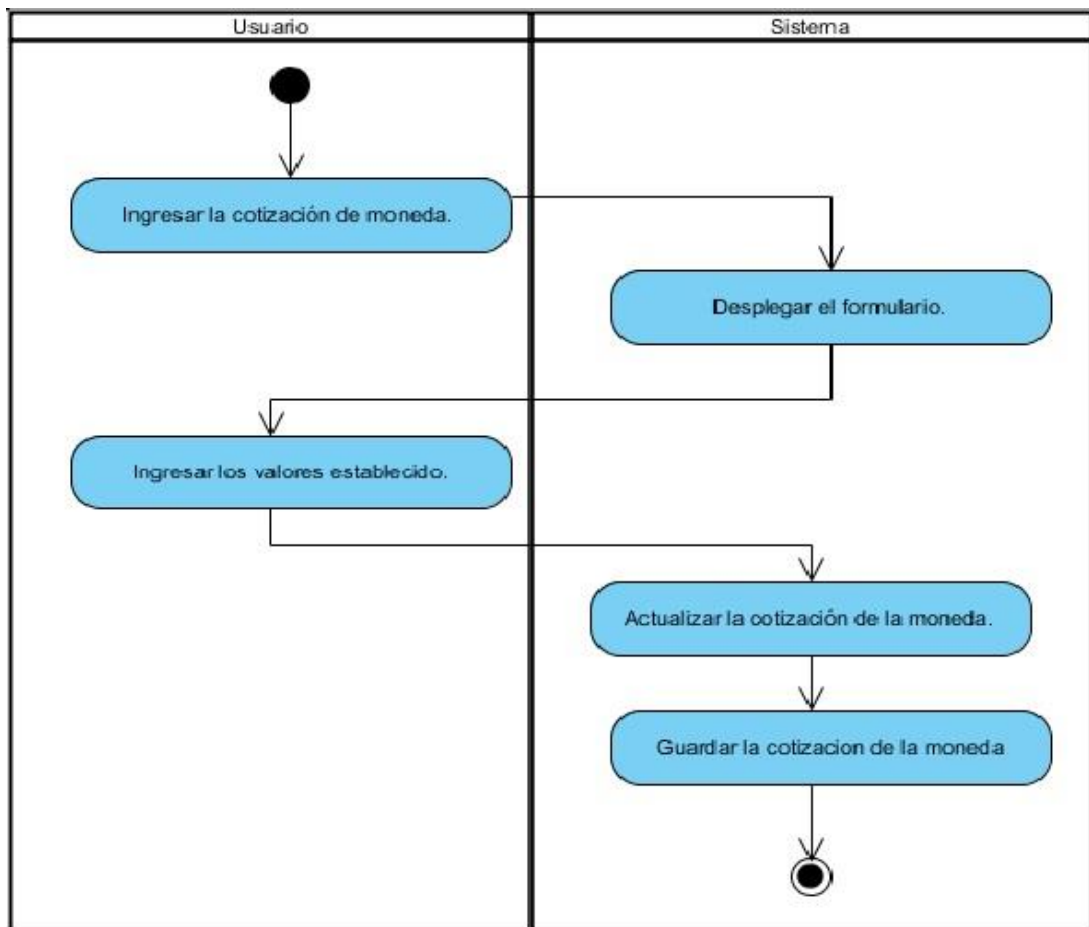 Usuario
Sistema
Ingresar la cotización de moneda.
Desplegar el formulario.
Ingresar los valores establecido.
Actualizar la cotización de la moneda.
Guardar la cotizacion de la moneda